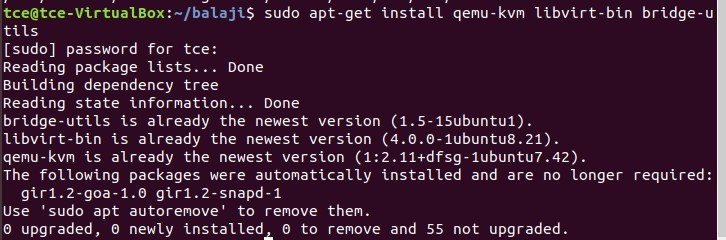 tce@tce-VirtualBox:~/balaji$ sudo apt-get install qemu-kvm libvirt-bin bridge-u
tils
[sudo] password for tce:
Reading package lists... Done
Building dependency tree
Reading state information... Done
bridge-utils is already the newest version (1.5-15ubuntu1).
libvirt-bin is already the newest version (4.0.0-1ubuntu8.21).
qemu-kvm is already the newest version (1:2.11+dfsg-1ubuntu7.42).
The following packages were automatically installed and are no longer required:
  gir1.2-goa-1.0 gir1.2-snapd-1
Use 'sudo apt autoremove' to remove them.
0 upgraded, 0 newly installed, 0 to remove and 55 not upgraded.